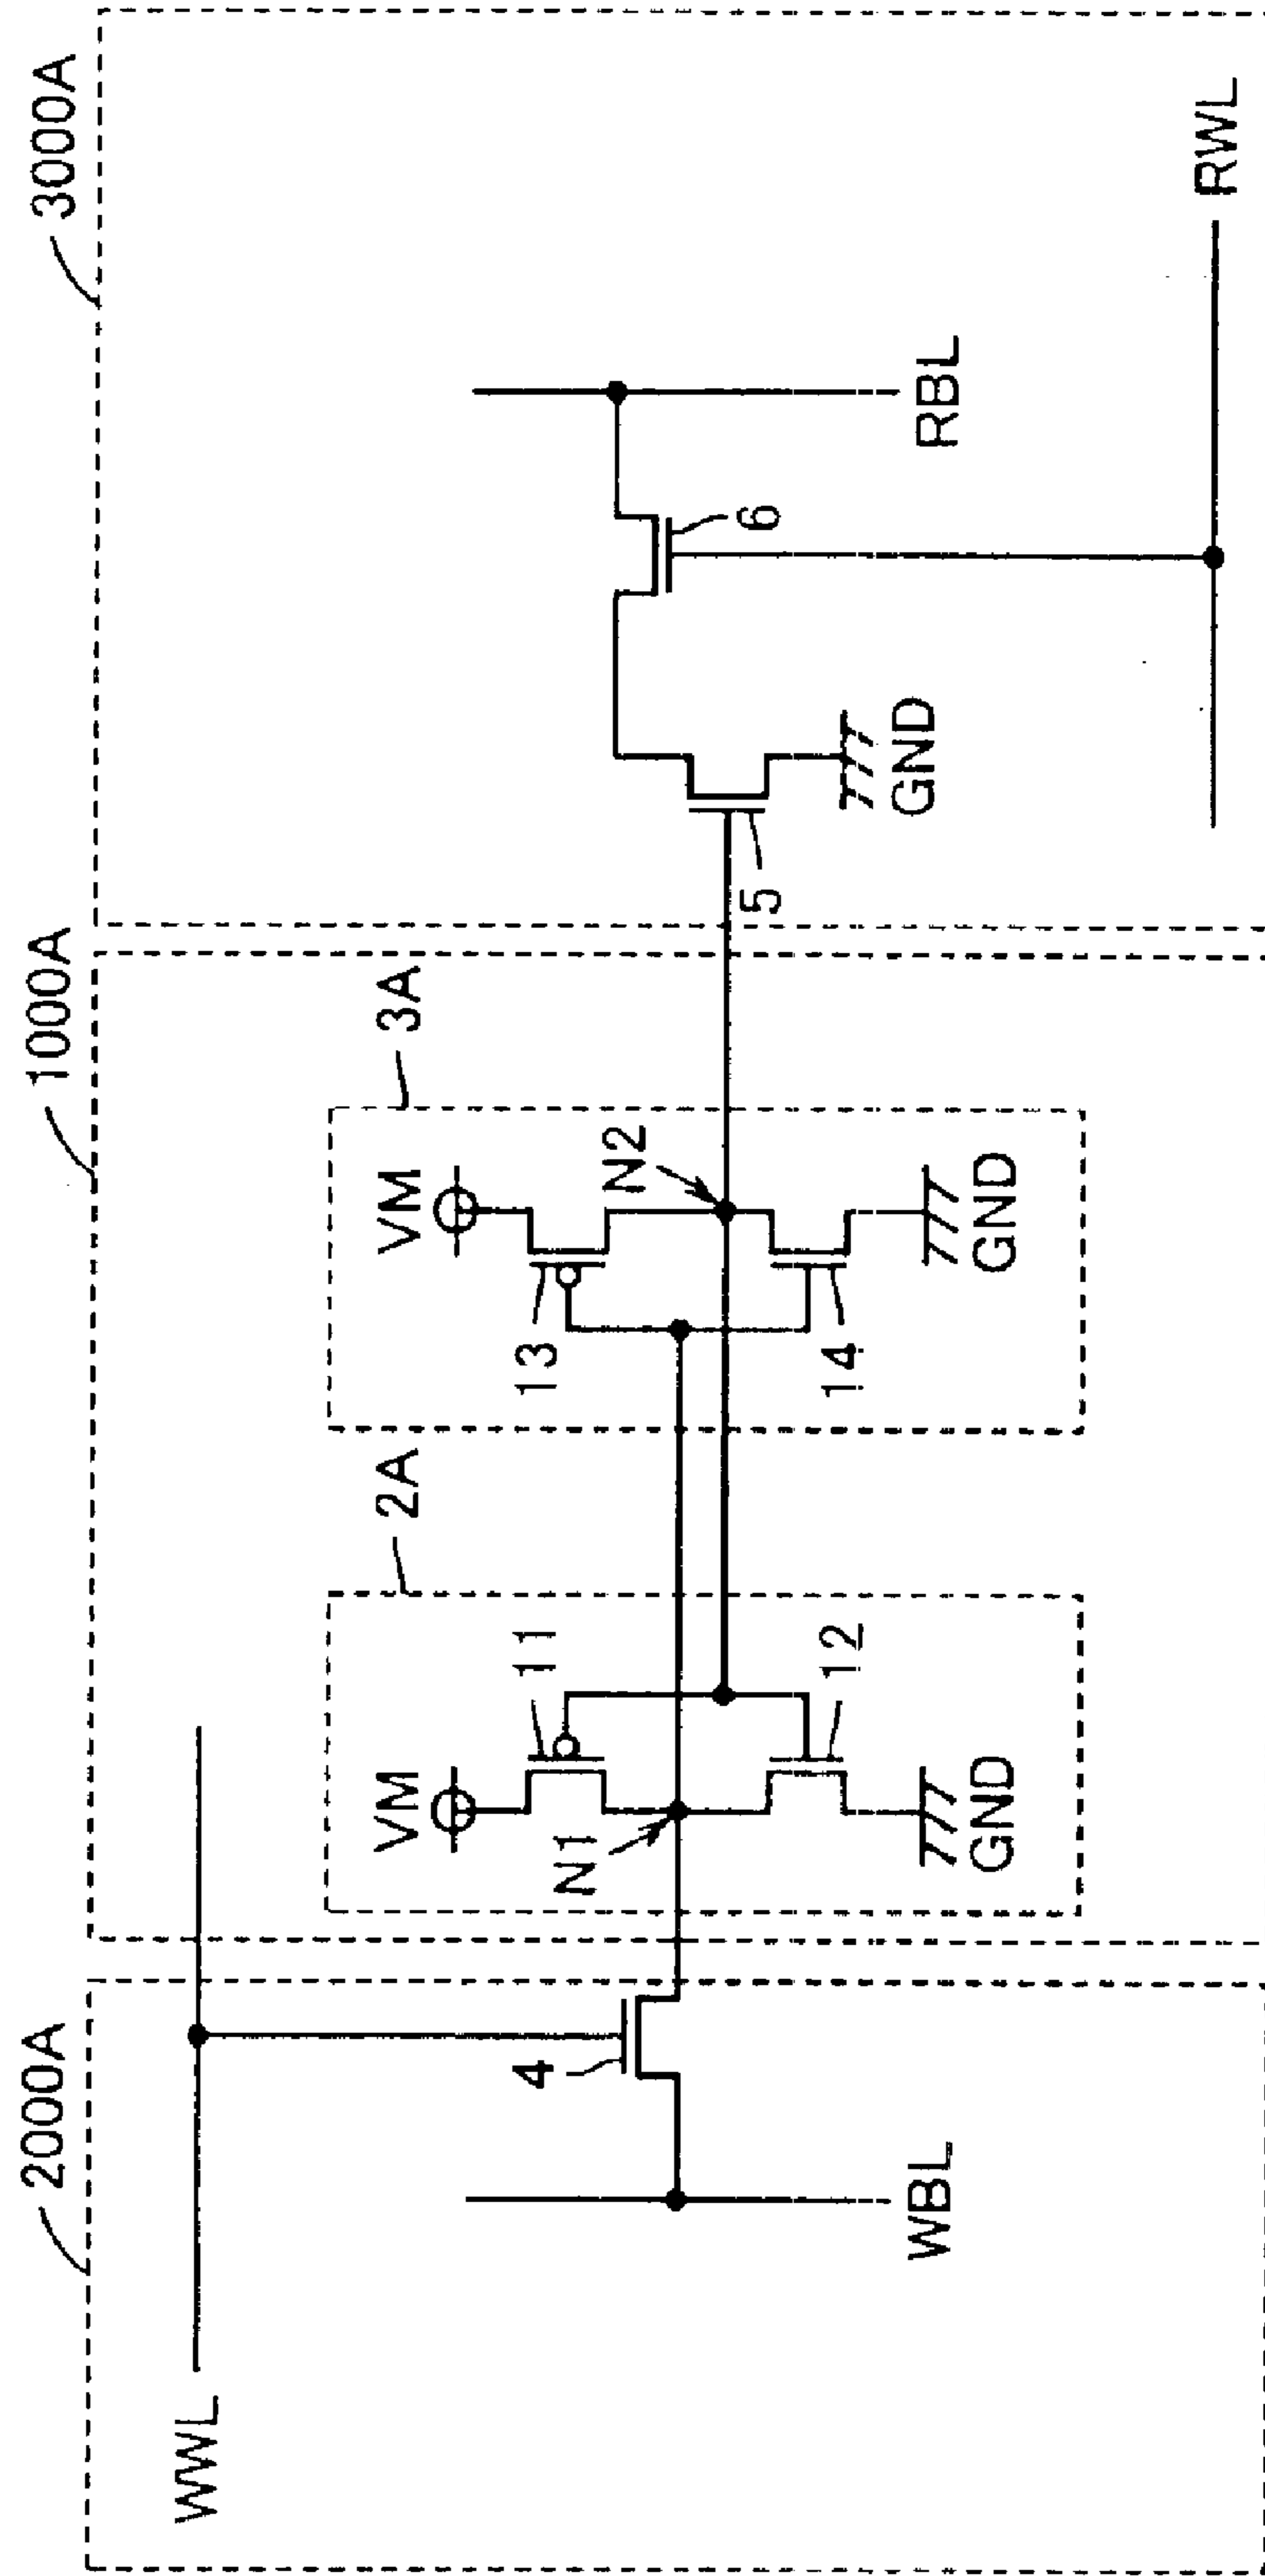 2000A
1000A
3000A
WWL
2A
3A
VM
VM
11
13
N1
N2
4
6
12
14
5
WBL
GND
GND
GND
RBL
RWL